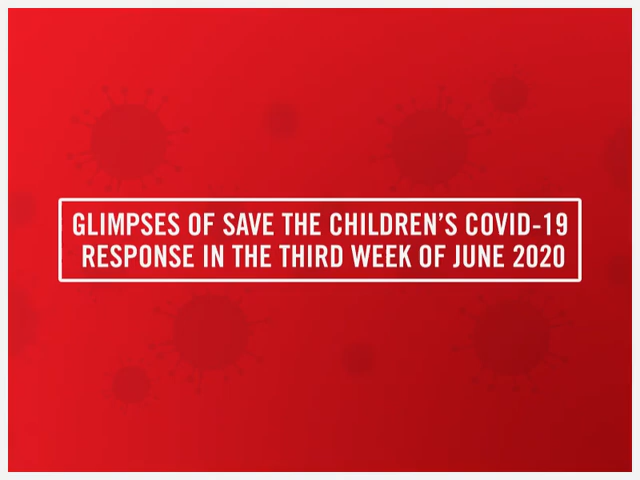 GLIMPSES OF SAVE THE CHILDREN'S COVID-19
RESPONSE IN THE THIRD WEEK OF JUNE 2020